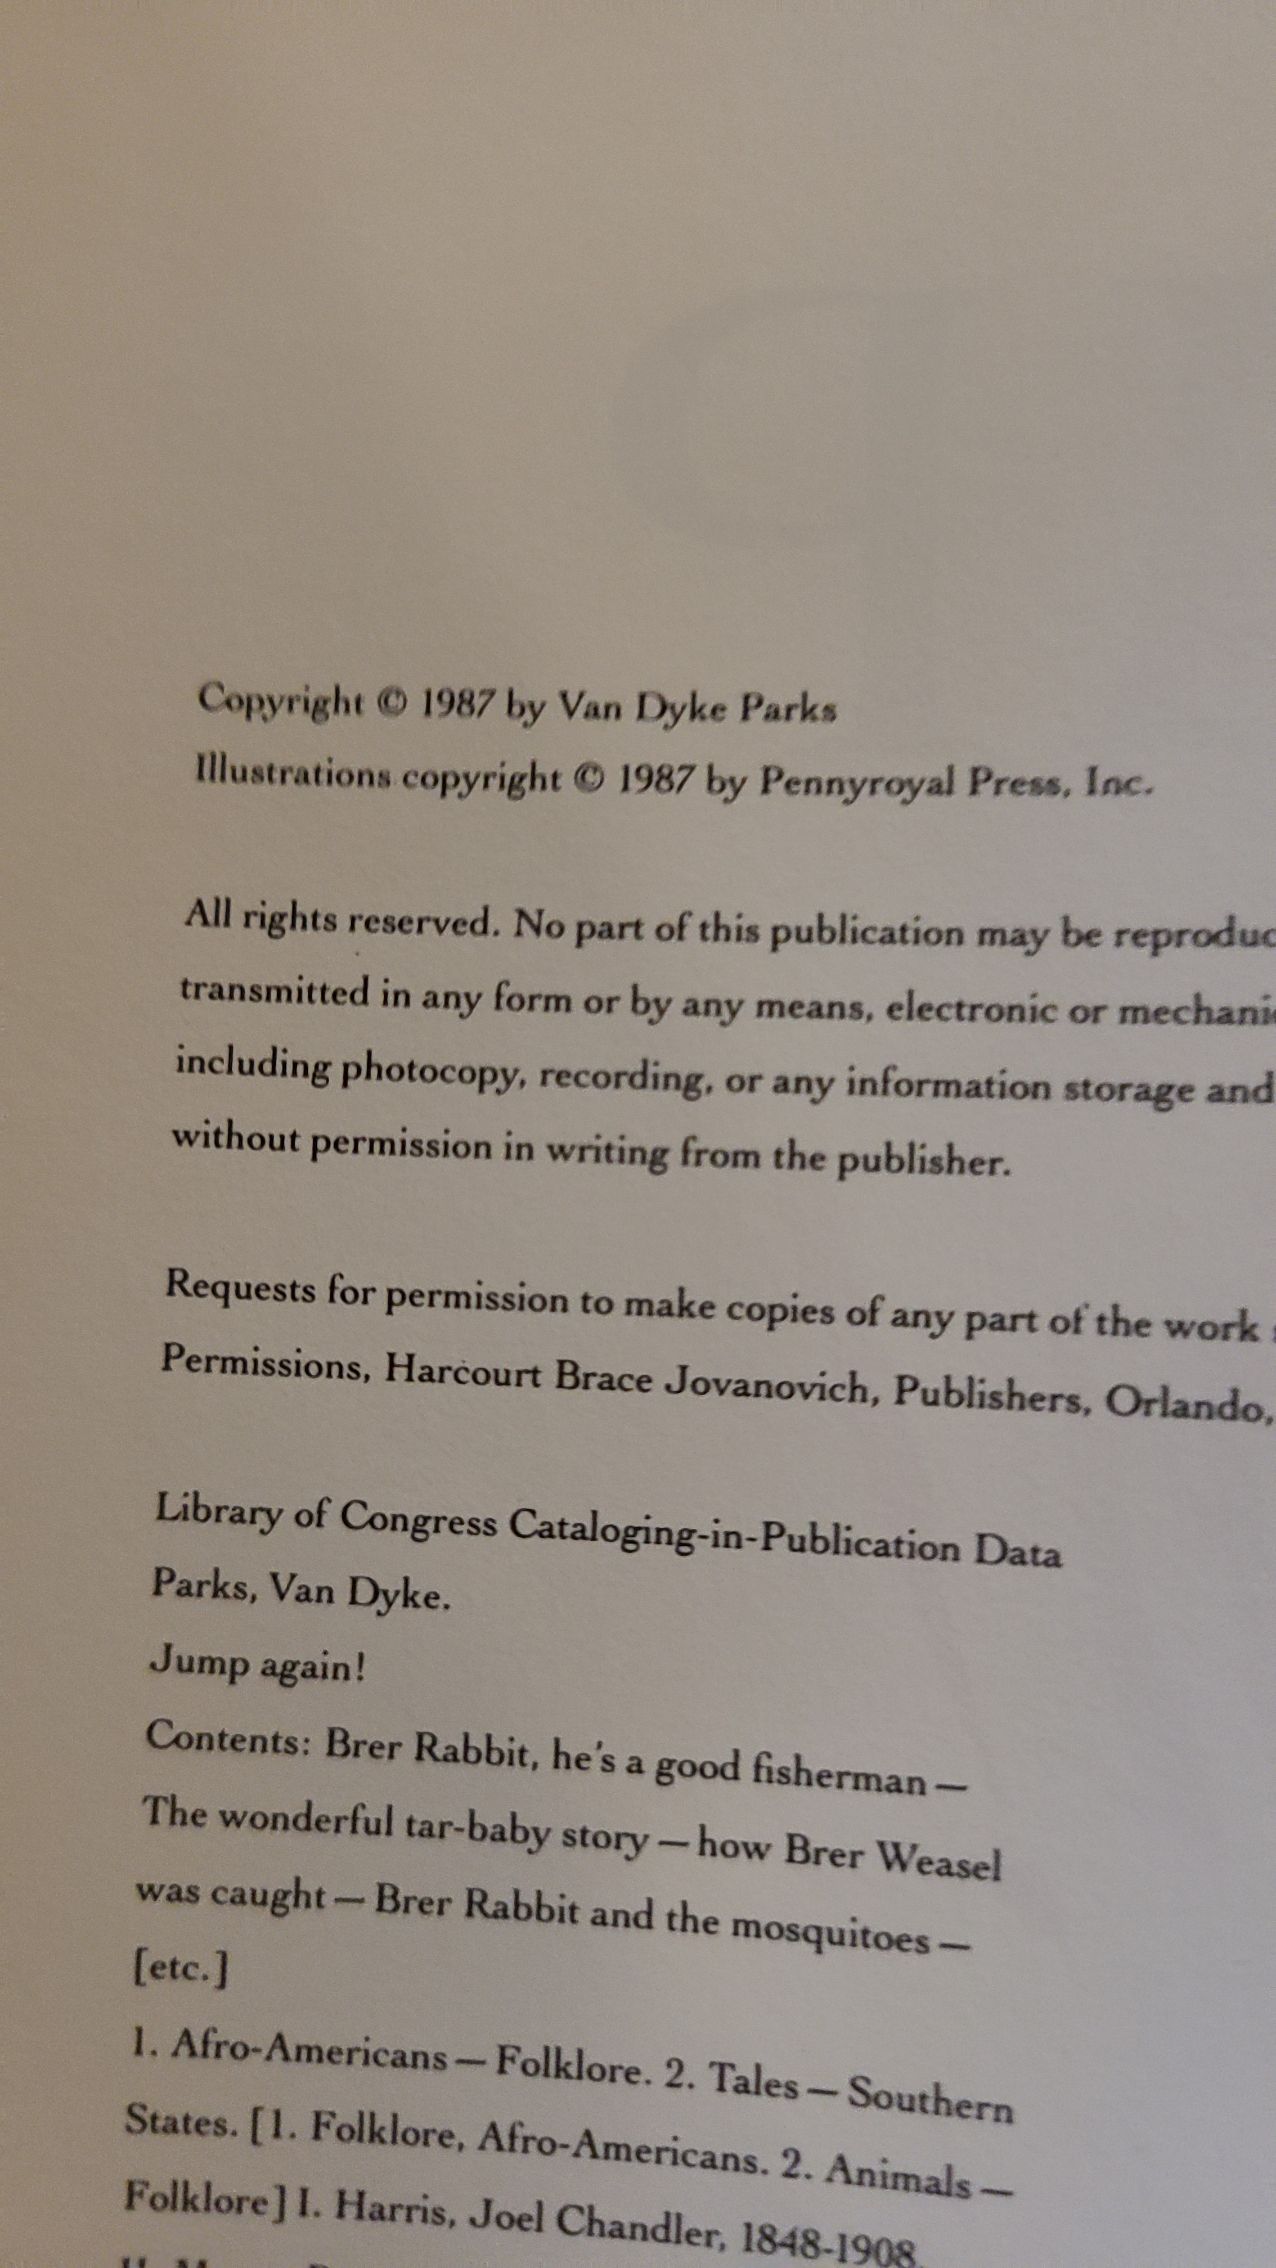 Copyright © 1987 by Van Dyke Parks
Illustrations copyright © 1987 by Pennyroyal Press, Inc.
All rights reserved. No part of this publication may be reproduc
transmitted in any form or by any means, electronic or mechani
including photocopy, recording, or any information storage and
without permission in writing from the publisher.
Requests for permission to make copies of any part of the work
Permissions, Harcourt Brace Jovanovich, Publishers, Orlando,
Library of Congress Cataloging-in-Publication Data
Parks, Van Dyke.
Jump again!
Contents: Brer Rabbit, he's a good fisherman —
The wonderful tar-baby story — how Brer Weasel
was caught — Brer Rabbit and the mosquitoes —
[etc.]
1. Afro-Americans — Folklore. 2. Tales — Southern
States. [1. Folklore, Afro-Americans. 2. Animals —
Folklore] I. Harris, Joel Chandler, 1848-1908.